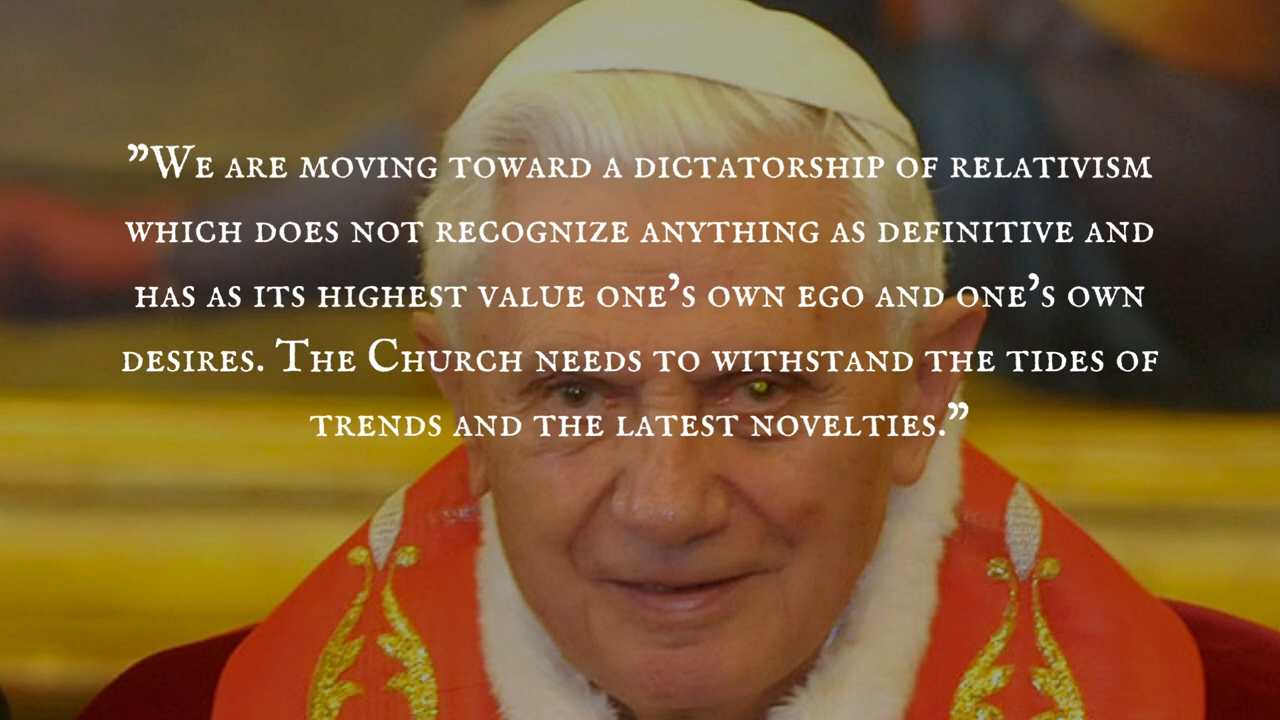 ”We are moving toward a dictatorship of relativism
which does not recognize anything as definitive and
has as its highest value one’s own ego and one’s own
desires. The Church needs to withstand the tides of
trends and the latest novelties.”